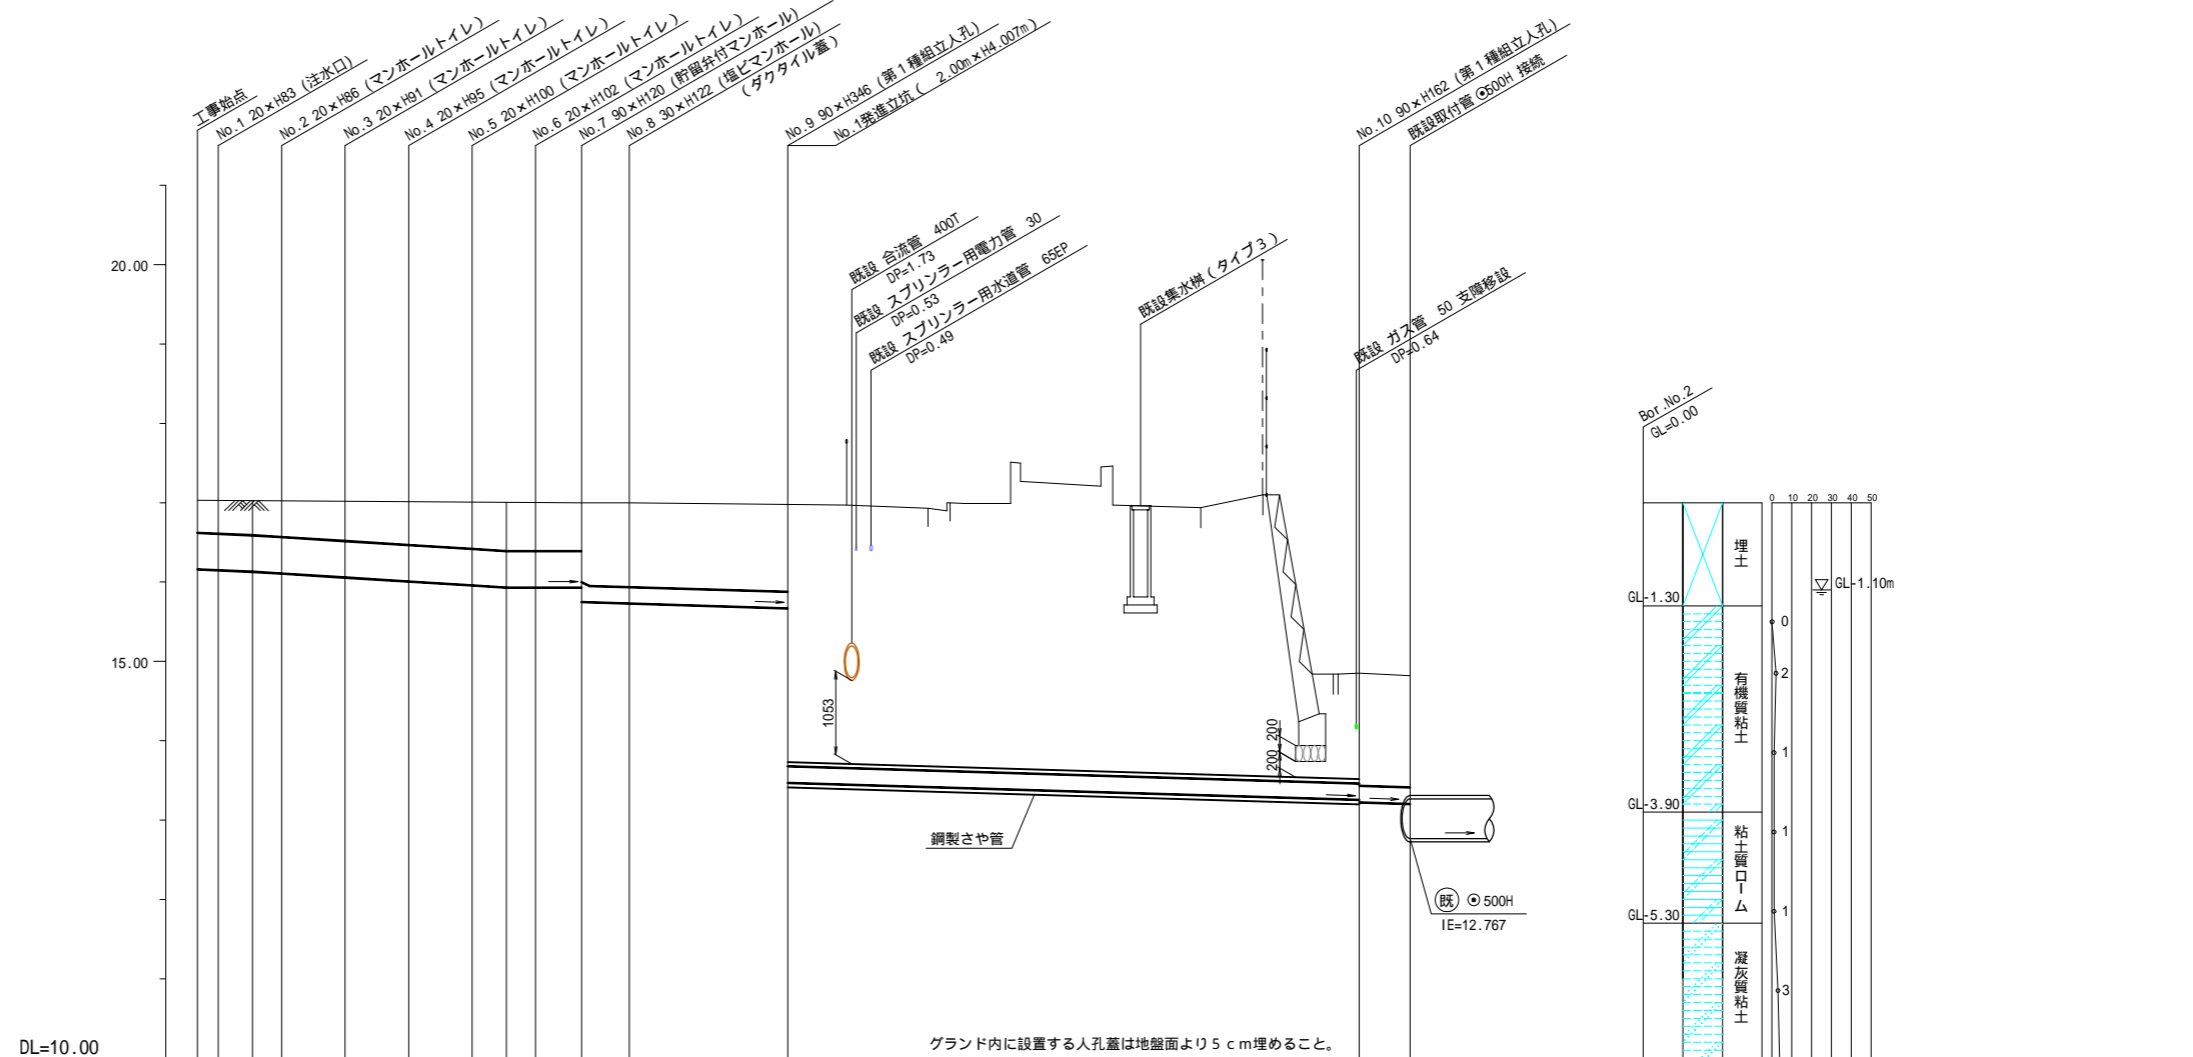 工事始点
No.1 20×H83 (注水口)
No.2 20×H86 (マンホールトイレ)
No.3 20×H91 (マンホールトイレ)
No.4 20×H95 (マンホールトイレ)
No.5 20×H100 (マンホールトイレ)
No.6 20×H102 (マンホールトイレ)
No.7 90×H120 (貯留弁付マンホール)
No.8 30×H122 (塩ビマンホール)
(ダクタイル蓋)
No.9 90×H346 (第1種組立人孔)
No.1発進立坑( 2.00m×H4.007m)
No.10 90×H162 (第1種組立人孔)
既設取付管 ⦿500H 接続
既設 合流管 400T
DP=1.73
既設 スプリンラー用電力管 30
DP=0.53
既設 スプリンラー用水道管 65EP
DP=0.49
既設集水桝(タイプ3)
既設 ガス管 50 支障移設
DP=0.64
20.00
15.00
DL=10.00
1053
200
200
鋼製さや管
既 ⦿500H
IE=12.767
グランド内に設置する人孔蓋は地盤面より5cm埋めること。
Bor.No.2
GL=0.00
0 10 20 30 40 50
埋土
GL-1.10m
GL-1.30
0
2
有機質粘土
1
GL-3.90
粘土質ローム
1
GL-5.30
1
凝灰質粘土
3